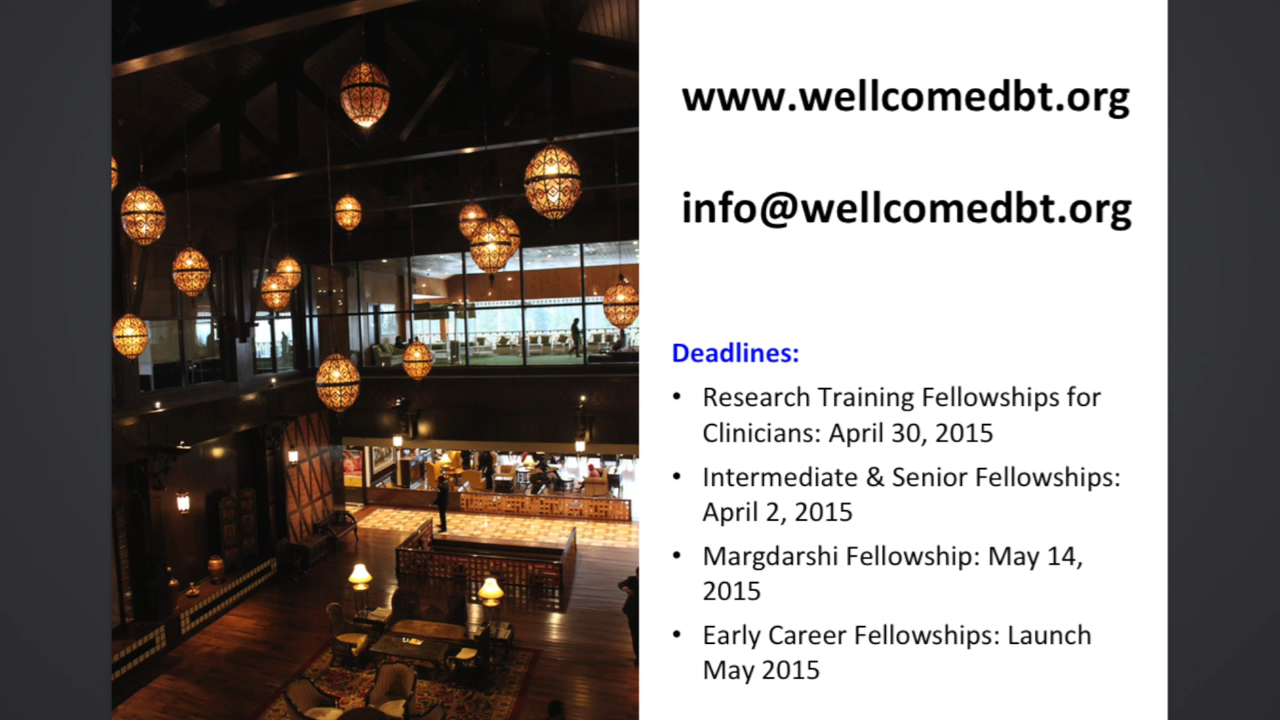 www.wellcomedbt.org
info@wellcomedbt.org
Deadlines:
• Research Training Fellowships for
Clinicians: April 30, 2015
• Intermediate & Senior Fellowships:
April 2, 2015
• Margdarshi Fellowship: May 14,
2015
• Early Career Fellowships: Launch
May 2015